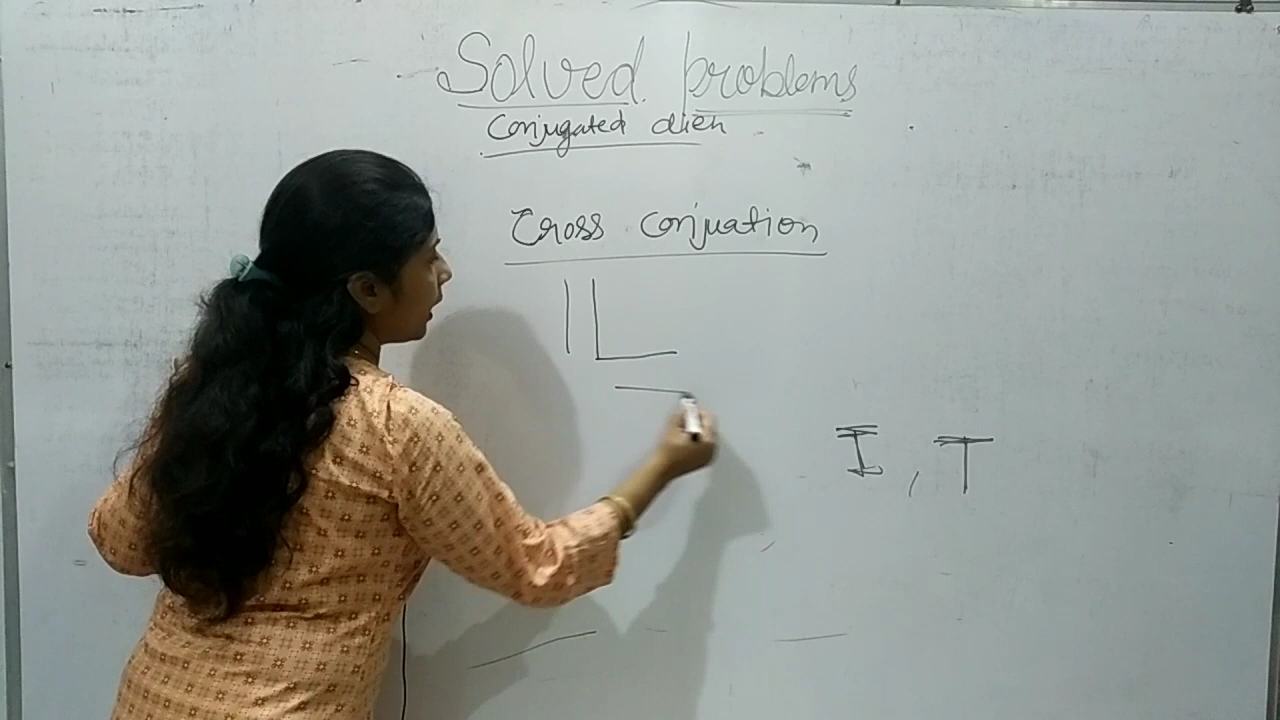 Solved problems
Conjugated dien
Cross conjuation
I, T